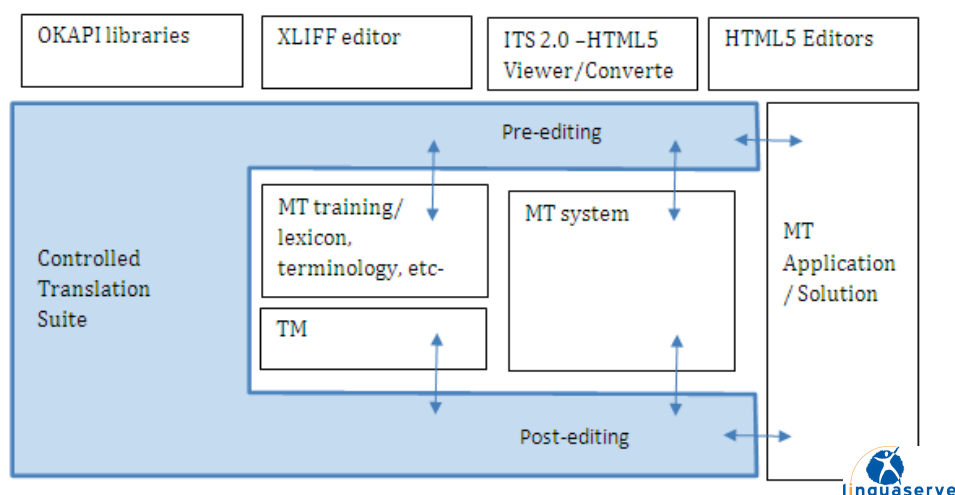 OKAPI libraries
XLIFF editor
ITS 2.0 –HTML5
Viewer/Converte
HTML5 Editors
Pre-editing
MT training/
lexicon,
terminology, etc-
MT system
MT
Application
/ Solution
Controlled
Translation
Suite
TM
Post-editing
linguaserve